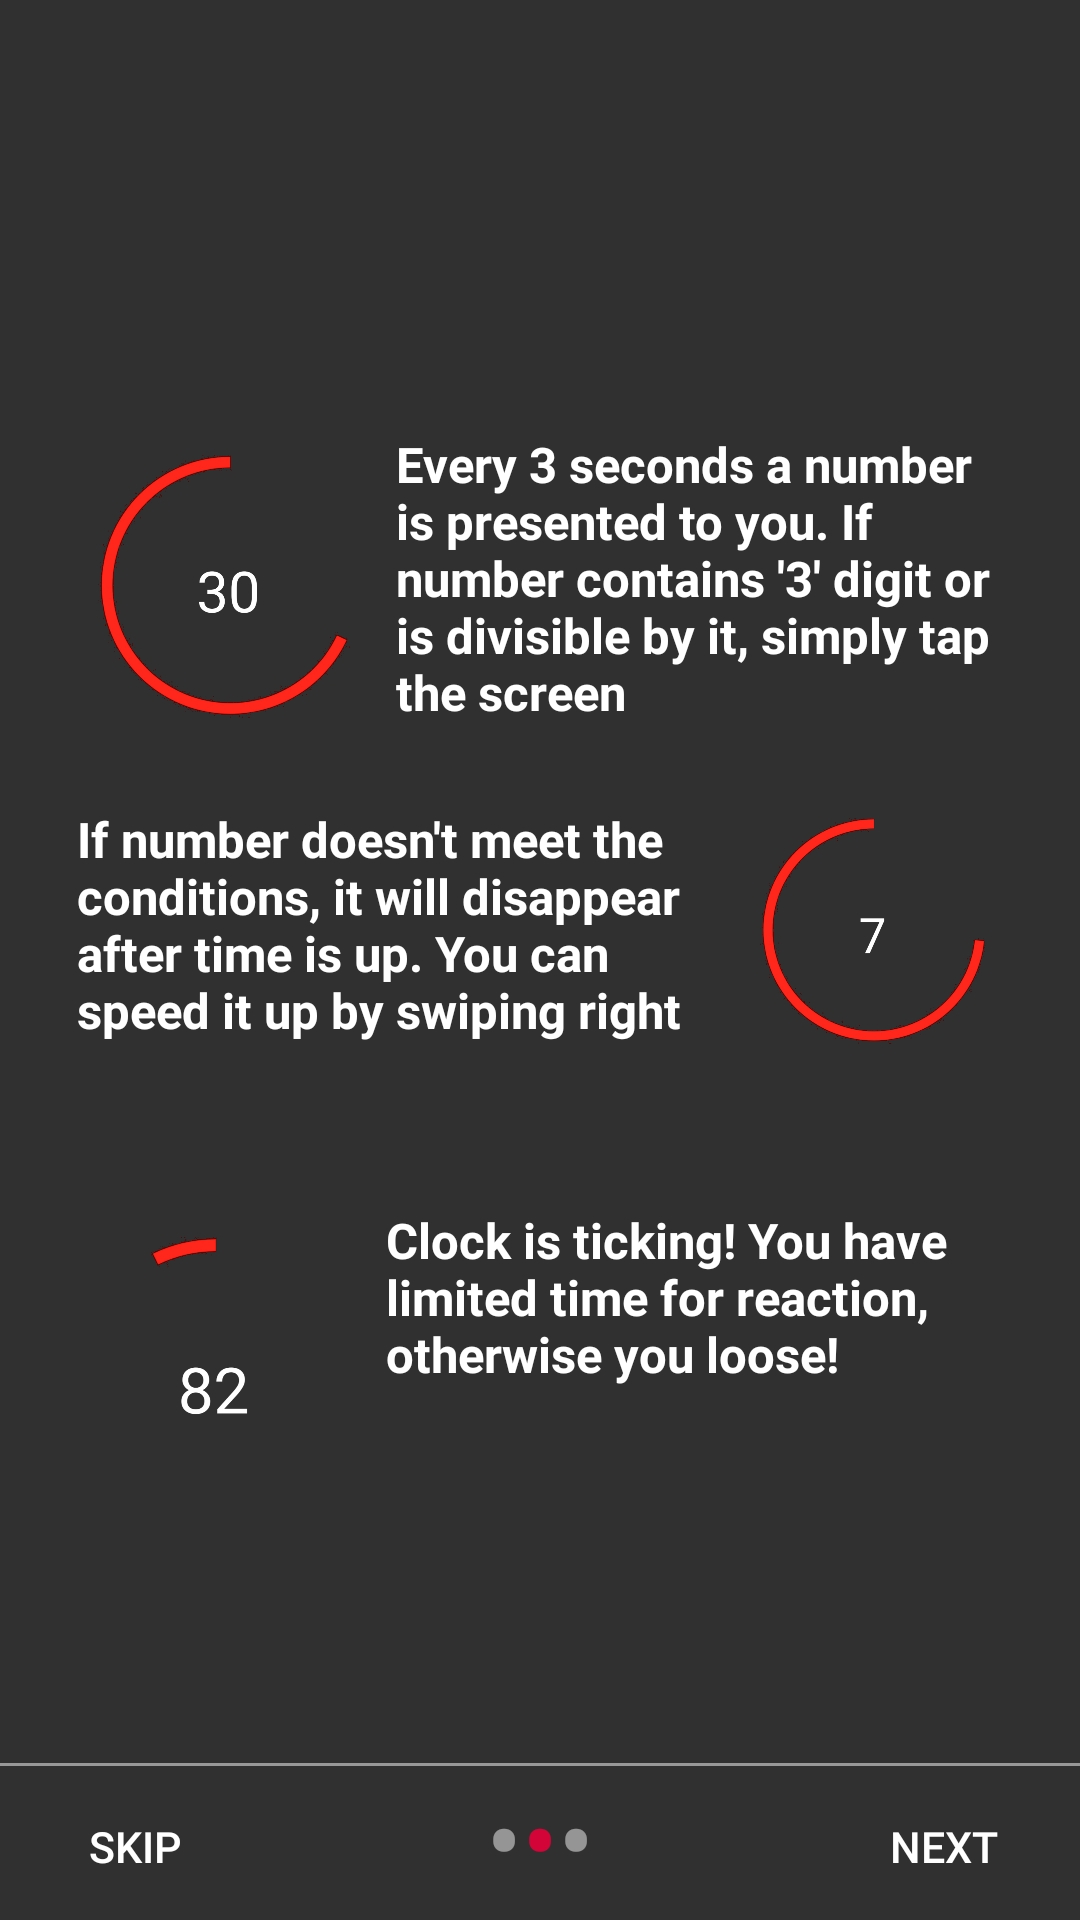 30
Every 3 seconds a number
is presented to you. If
number contains '3' digit or
is divisible by it, simply tap
the screen
If number doesn't meet the
conditions, it will disappear
after time is up. You can
speed it up by swiping right
7
82
Clock is ticking! You have
limited time for reaction,
otherwise you loose!
SKIP
NEXT